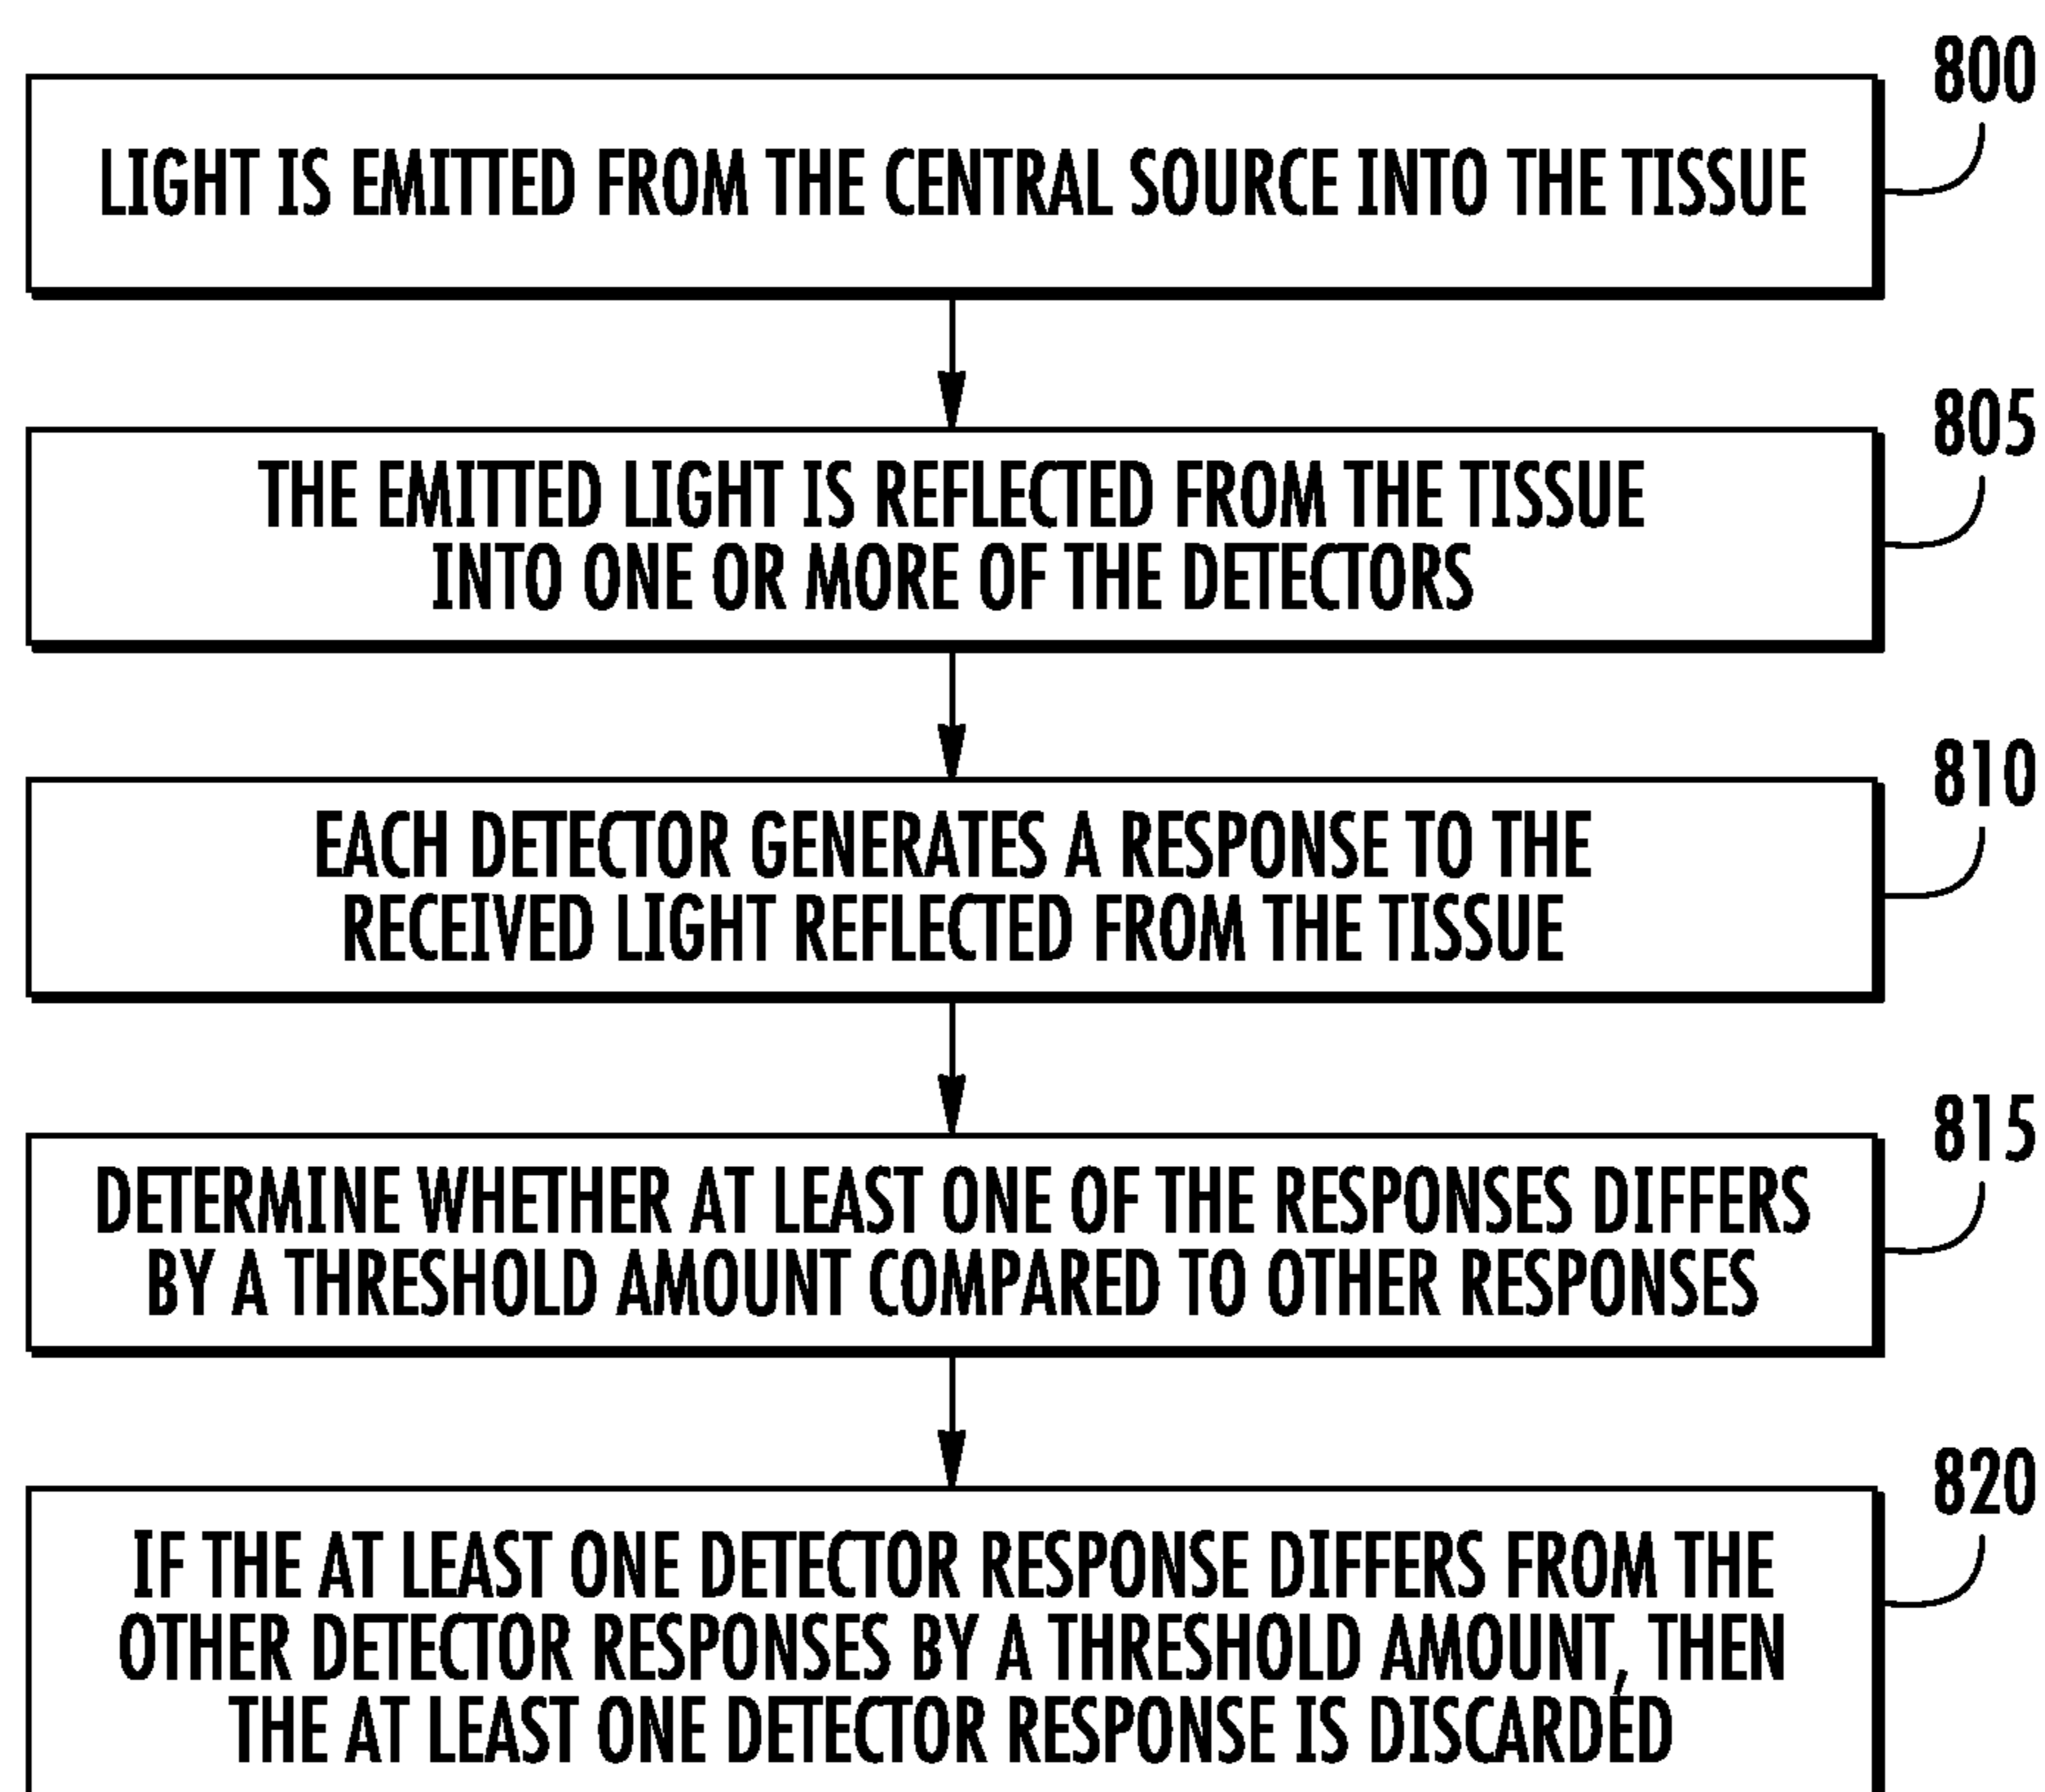 800
LIGHT IS EMITTED FROM THE CENTRAL SOURCE INTO THE TISSUE
805
THE EMITTED LIGHT IS REFLECTED FROM THE TISSUE
INTO ONE OR MORE OF THE DETECTORS
810
EACH DETECTOR GENERATES A RESPONSE TO THE
RECEIVED LIGHT REFLECTED FROM THE TISSUE
815
DETERMINE WHETHER AT LEAST ONE OF THE RESPONSES DIFFERS
BY A THRESHOLD AMOUNT COMPARED TO OTHER RESPONSES
820
IF THE AT LEAST ONE DETECTOR RESPONSE DIFFERS FROM THE
OTHER DETECTOR RESPONSES BY A THRESHOLD AMOUNT, THEN
THE AT LEAST ONE DETECTOR RESPONSE IS DISCARDED